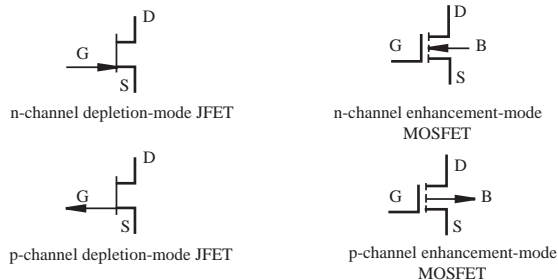 D
G
S
n-channel depletion-mode JFET
D
G
B
S
n-channel enhancement-mode
MOSFET
D
G
S
p-channel depletion-mode JFET
D
G
B
S
p-channel enhancement-mode
MOSFET